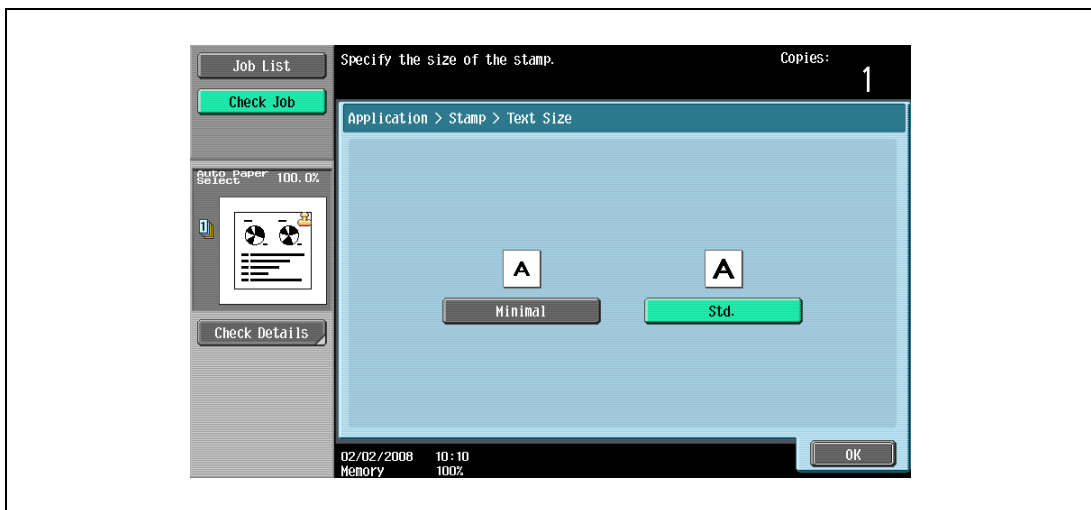 Job List
Check Job
Specify the size of the stamp.
Copies:
1
Application > Stamp > Text Size
Auto Paper
Select 100.0%
1
A
A
Minimal
Std.
Check Details
OK
02/02/2008 10:10
Memory 100%